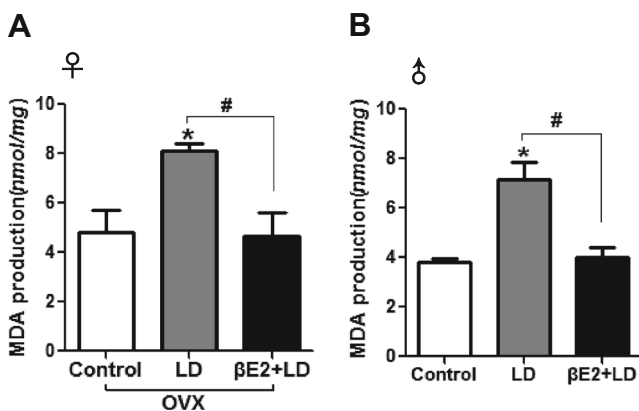 A
♀
MDA production(nmol/mg)
10
8
6
4
2
0
*
#
Control LD βE2+LD
OVX
B
♂
MDA production(nmol/mg)
10
8
6
4
2
0
*
#
Control LD βE2+LD